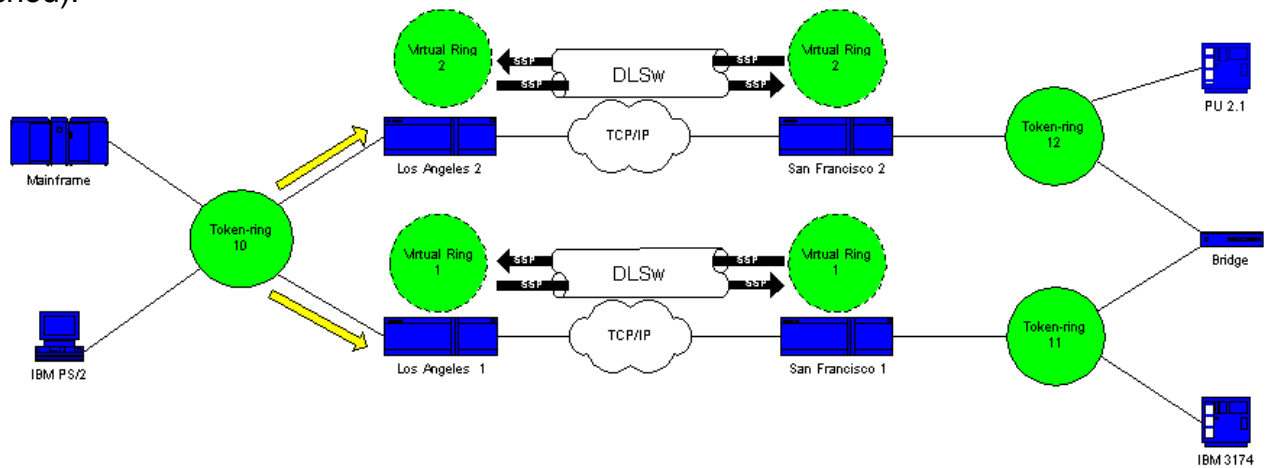 Virtual Ring
2
SSP
SSP
DLSw
SSP
SSP
Virtual Ring
2
PU 2.1
Mainframe
Los Angeles 2
TCP/IP
San Francisco 2
Token-ring
12
Token-ring
10
Virtual Ring
1
SSP
SSP
DLSw
SSP
SSP
Virtual Ring
1
Bridge
IBM PS/2
Los Angeles 1
TCP/IP
San Francisco 1
Token-ring
11
IBM 3174